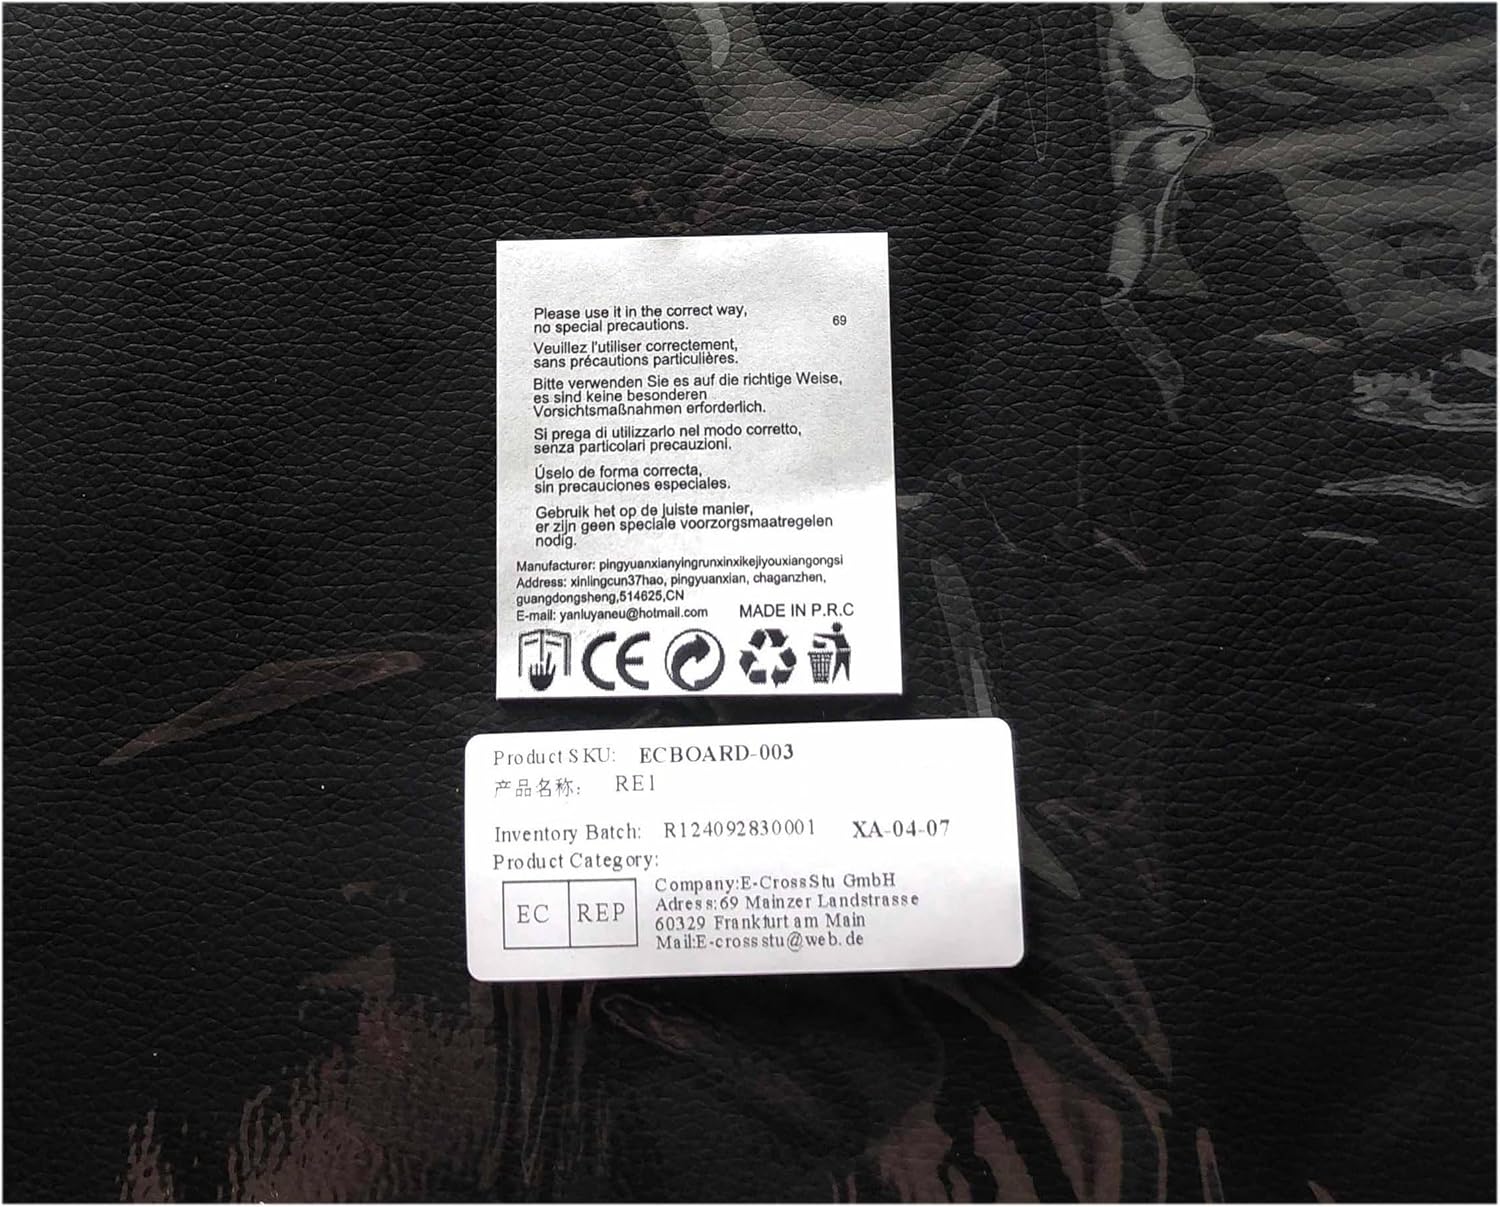 Please use it in the correct way,
no special precautions.
69
Veuillez l'utiliser correctement,
sans précautions particulières.
Bitte verwenden Sie es auf die richtige Weise,
es sind keine besonderen
Vorsichtsmaßnahmen erforderlich.
Si prega di utilizzarlo nel modo corretto,
senza particolari precauzioni.
Úselo de forma correcta,
sin precauciones especiales.
Gebruik het op de juiste manier,
er zijn geen speciale voorzorgsmaatregelen
nodig.
Manufacturer: pingyuanxianyingrunxinxikejiyouxiangongsi
Address: xinlingcun37hao, pingyuanxian, chaganzhen,
guangdongsheng,514625,CN
E-mail: yanluyaneu@hotmail.com MADE IN P.R.C
CE
Product SKU: ECBOARD-003
产品名称: RE1
Inventory Batch: R124092830001 XA-04-07
Product Category:
EC REP
Company:E-CrossStu GmbH
Adress:69 Mainzer Landstrasse
60329 Frankfurt am Main
Mail:E-crossstu@web.de